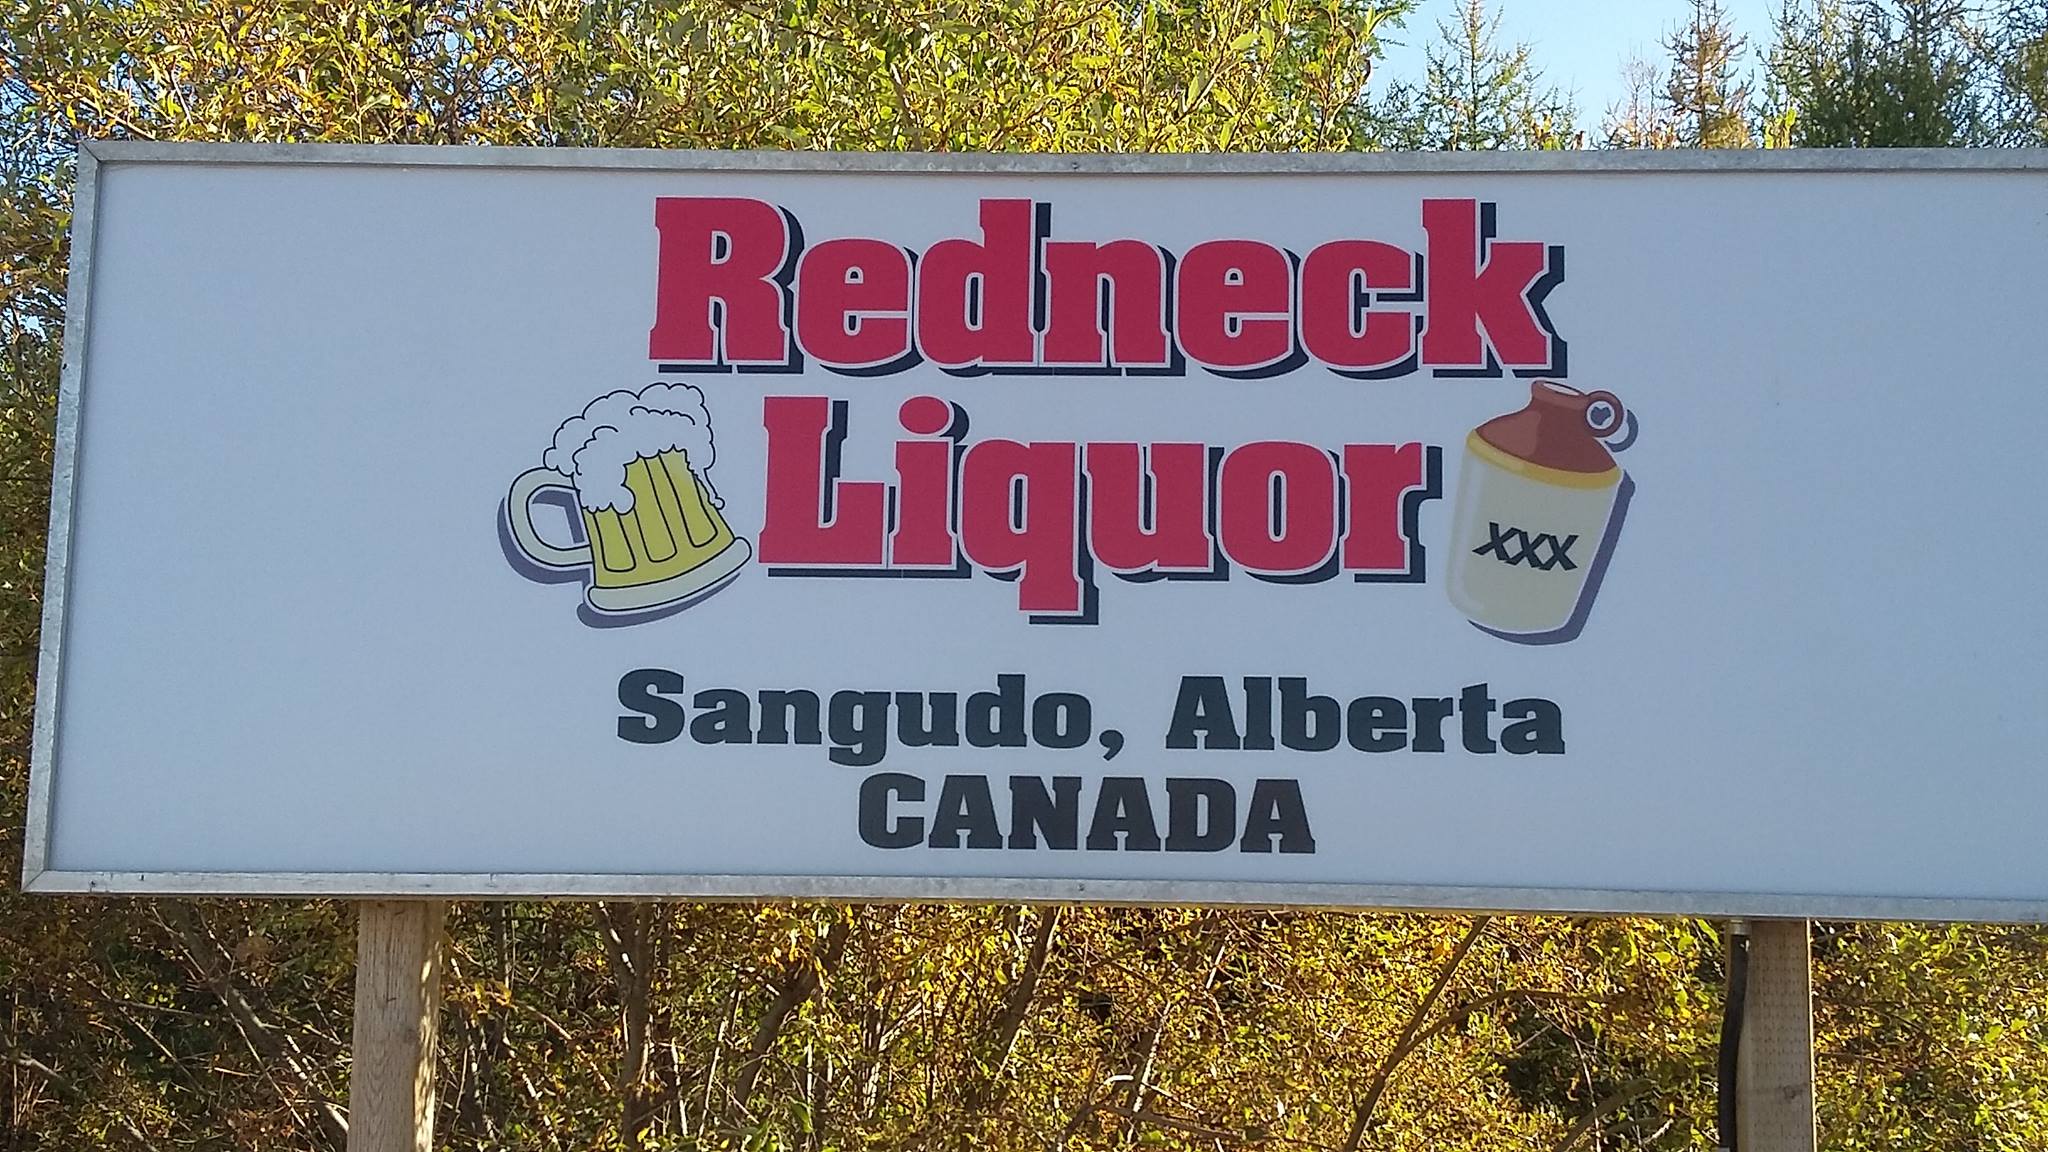 Redneck
Liquor
XXX
Sangudo, Alberta
CANADA